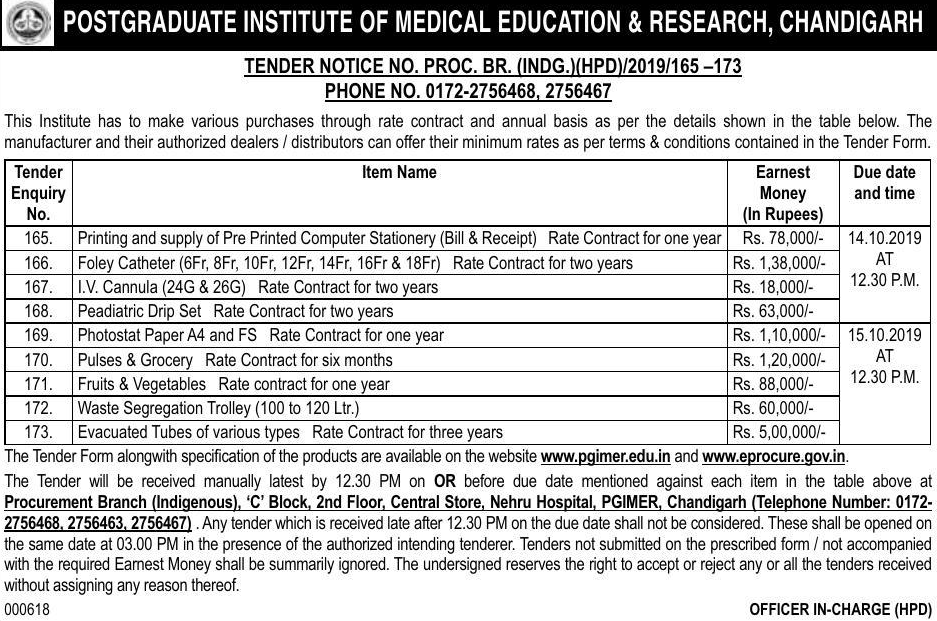 POSTGRADUATE INSTITUTE OF MEDICAL EDUCATION & RESEARCH, CHANDIGARH
TENDER NOTICE NO. PROC. BR. (INDG.)(HPD)/2019/165 –173
PHONE NO. 0172-2756468, 2756467
This Institute has to make various purchases through rate contract and annual basis as per the details shown in the table below. The
manufacturer and their authorized dealers / distributors can offer their minimum rates as per terms & conditions contained in the Tender Form.
Tender Enquiry No. Item Name Earnest Money (In Rupees) Due date and time
165. Printing and supply of Pre Printed Computer Stationery (Bill & Receipt) Rate Contract for one year Rs. 78,000/- 14.10.2019
166. Foley Catheter (6Fr, 8Fr, 10Fr, 12Fr, 14Fr, 16Fr & 18Fr) Rate Contract for two years Rs. 1,38,000/- AT
167. I.V. Cannula (24G & 26G) Rate Contract for two years Rs. 18,000/- 12.30 P.M.
168. Peadiatric Drip Set Rate Contract for two years Rs. 63,000/-
169. Photostat Paper A4 and FS Rate Contract for one year Rs. 1,10,000/- 15.10.2019
170. Pulses & Grocery Rate Contract for six months Rs. 1,20,000/- AT
171. Fruits & Vegetables Rate contract for one year Rs. 88,000/- 12.30 P.M.
172. Waste Segregation Trolley (100 to 120 Ltr.) Rs. 60,000/-
173. Evacuated Tubes of various types Rate Contract for three years Rs. 5,00,000/-
The Tender Form alongwith specification of the products are available on the website www.pgimer.edu.in and www.eprocure.gov.in.
The Tender will be received manually latest by 12.30 PM on OR before due date mentioned against each item in the table above at
Procurement Branch (Indigenous), ‘C’ Block, 2nd Floor, Central Store, Nehru Hospital, PGIMER, Chandigarh (Telephone Number: 0172-
2756468, 2756463, 2756467) . Any tender which is received late after 12.30 PM on the due date shall not be considered. These shall be opened on
the same date at 03.00 PM in the presence of the authorized intending tenderer. Tenders not submitted on the prescribed form / not accompanied
with the required Earnest Money shall be summarily ignored. The undersigned reserves the right to accept or reject any or all the tenders received
without assigning any reason thereof.
000618 OFFICER IN-CHARGE (HPD)